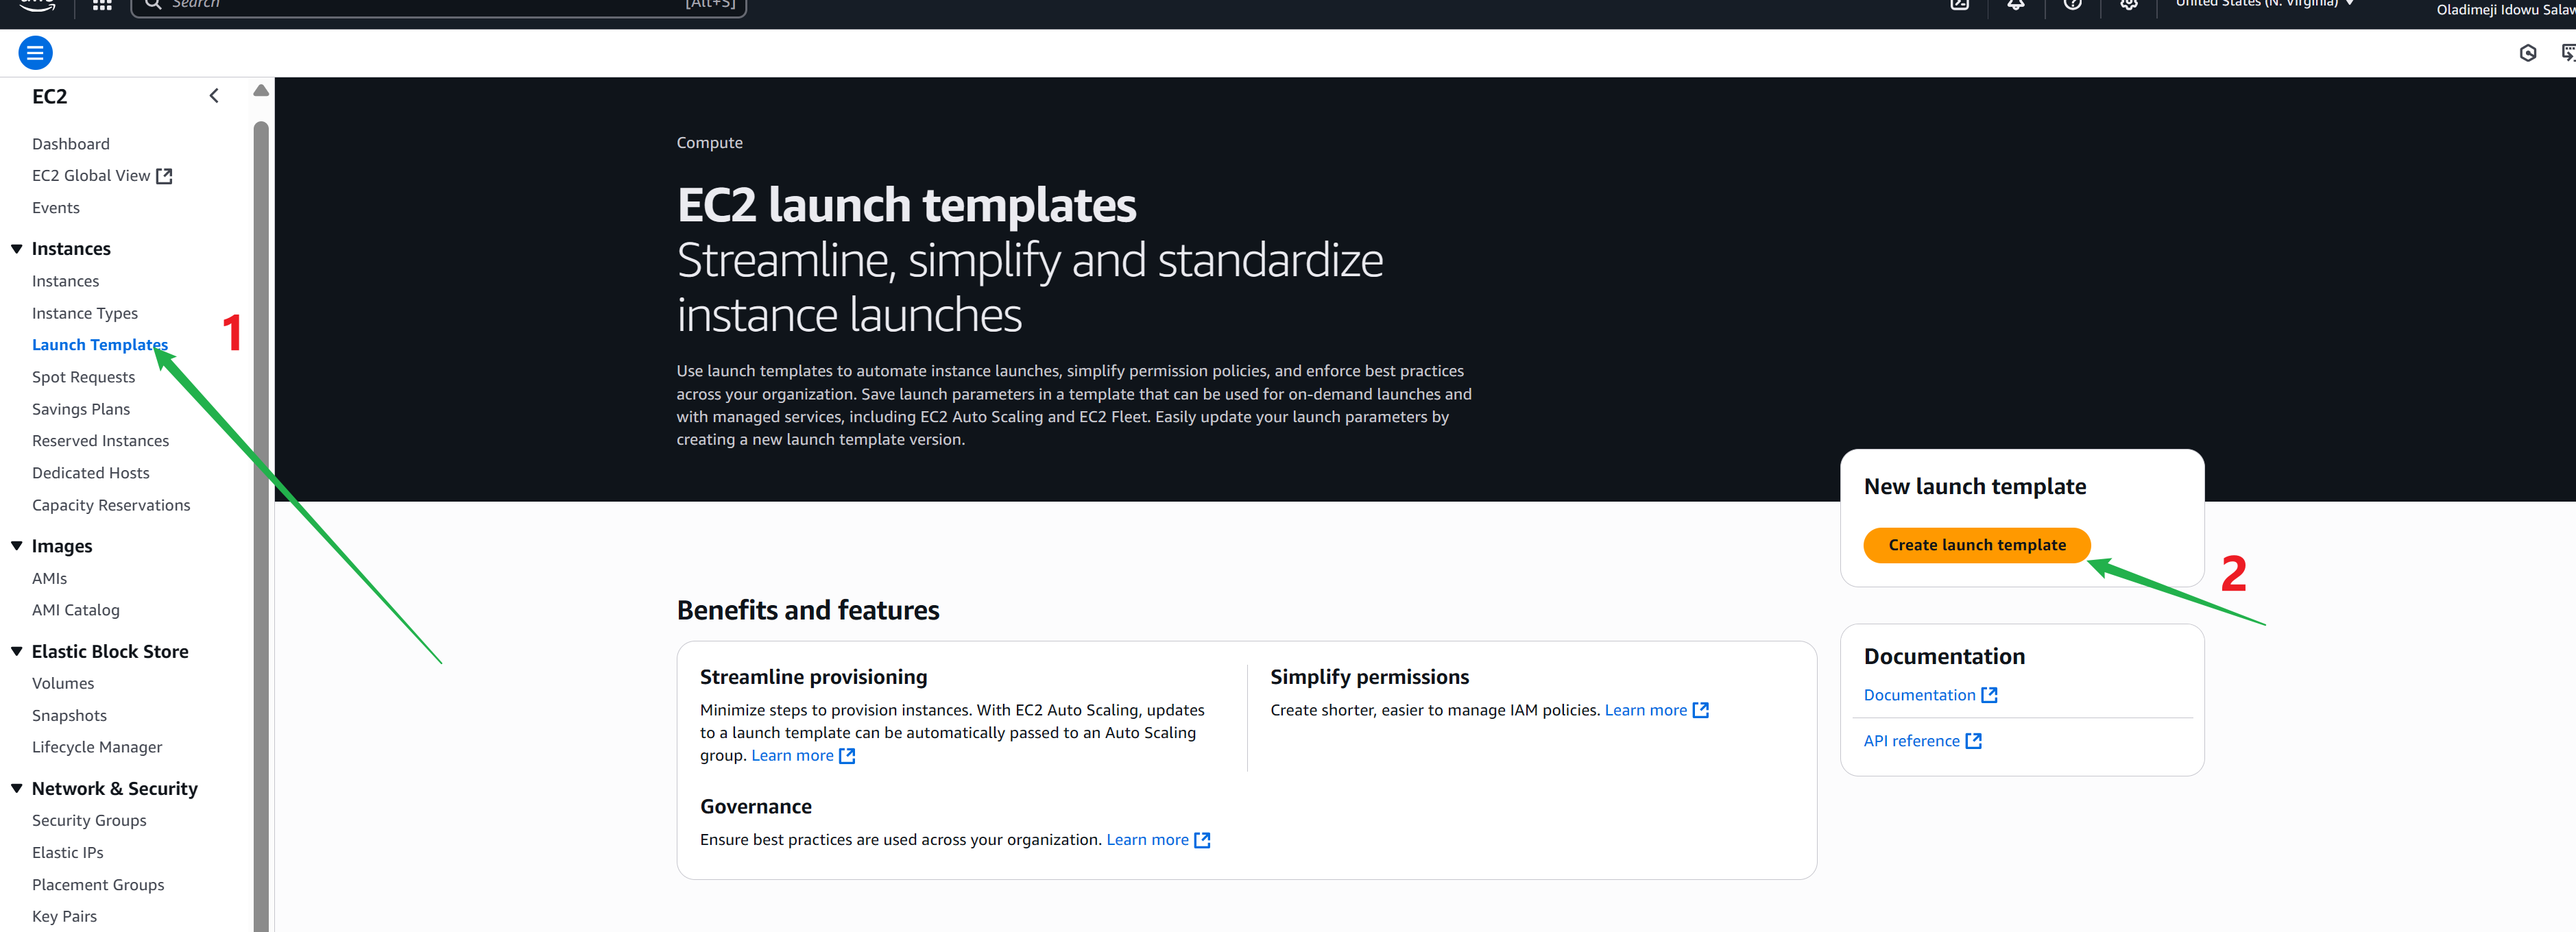 Search
[Alt+S]
United States (N. Virginia)
Oladimeji Idowu Salaw
EC2
Dashboard
EC2 Global View
Events
Instances
Instances
Instance Types
Launch Templates
Spot Requests
Savings Plans
Reserved Instances
Dedicated Hosts
Capacity Reservations
Images
AMIs
AMI Catalog
Elastic Block Store
Volumes
Snapshots
Lifecycle Manager
Network & Security
Security Groups
Elastic IPs
Placement Groups
Key Pairs
1
Compute
EC2 launch templates
Streamline, simplify and standardize
instance launches
Use launch templates to automate instance launches, simplify permission policies, and enforce best practices
across your organization. Save launch parameters in a template that can be used for on-demand launches and
with managed services, including EC2 Auto Scaling and EC2 Fleet. Easily update your launch parameters by
creating a new launch template version.
New launch template
Create launch template
2
Benefits and features
Streamline provisioning
Minimize steps to provision instances. With EC2 Auto Scaling, updates
to a launch template can be automatically passed to an Auto Scaling
group. Learn more
Simplify permissions
Create shorter, easier to manage IAM policies. Learn more
Governance
Ensure best practices are used across your organization. Learn more
Documentation
Documentation
API reference